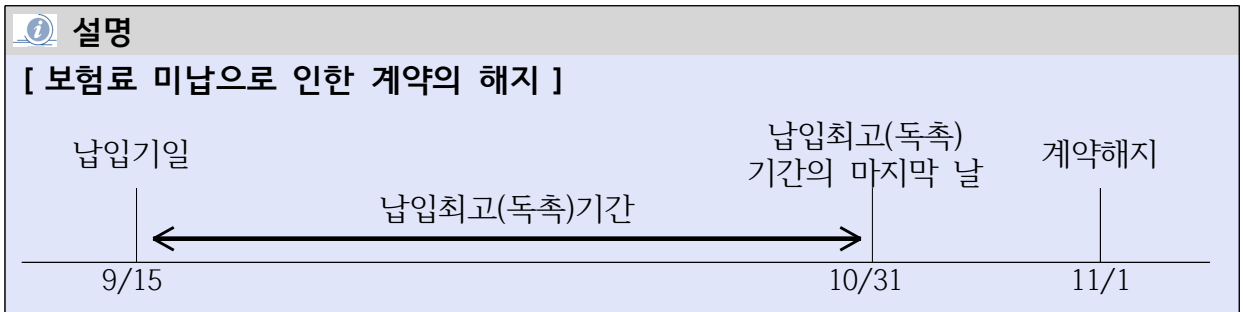 설명
[ 보험료 미납으로 인한 계약의 해지 ]
납입기일
납입최고(독촉)
기간의 마지막 날
계약해지
납입최고(독촉)기간
9/15
10/31
11/1